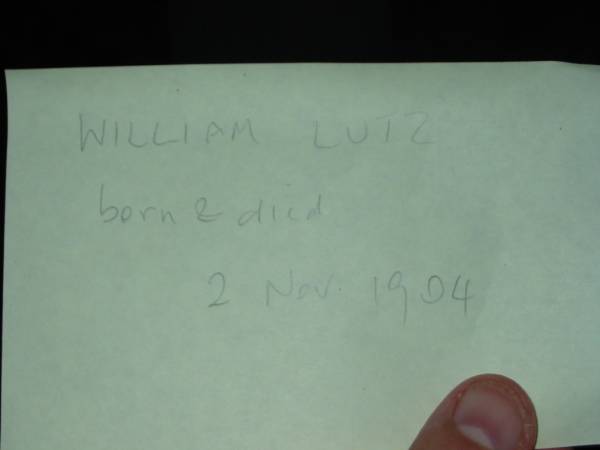 WILLIAM LUTZ
born & died
2 Nov. 1904